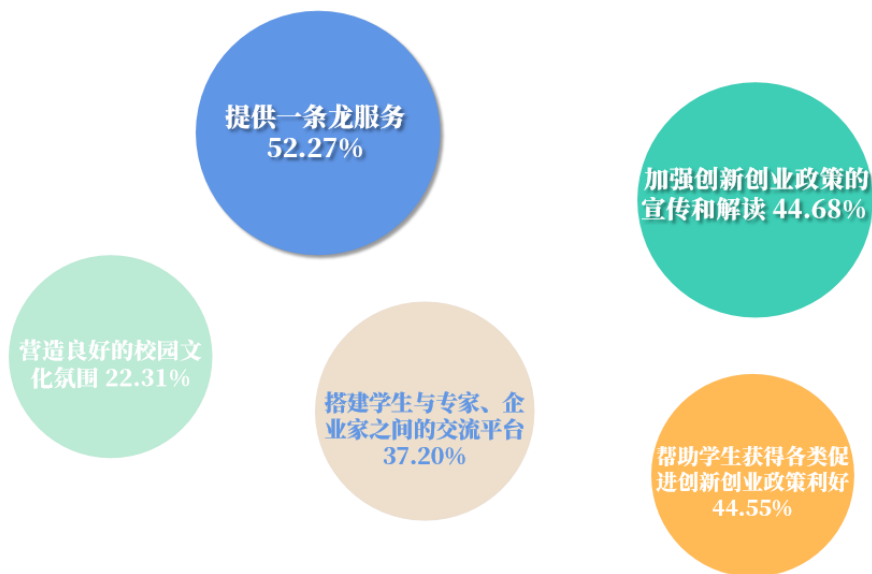 提供一条龙服务
52.27%
加强创新创业政策的
宣传和解读 44.68%
营造良好的校园文
化氛围 22.31%
搭建学生与专家、企
业家之间的交流平台
37.20%
帮助学生获得各类促
进创新创业政策利好
44.55%